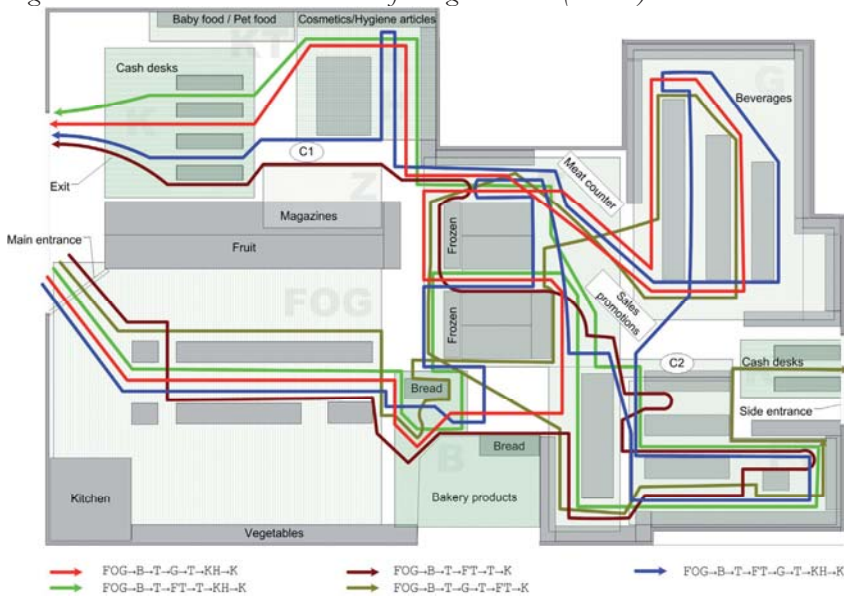 Baby food / Pet food
Cosmetics/Hygiene articles
KT
Cash desks
Beverages
G
K
C1
Meat counter
Exit
Z
Magazines
Main entrance
Fruit
Frozen
FOG
Sales promotions
Frozen
C2
Cash desks
Bread
Side entrance
Bread
B
Kitchen
Bakery products
Vegetables
FOG→B→T→G→T→KH→K
FOG→B→T→FT→T→K
FOG→B→T→FT→G→T→KH→K
FOG→B→T→FT→T→KH→K
FOG→B→T→G→T→FT→K